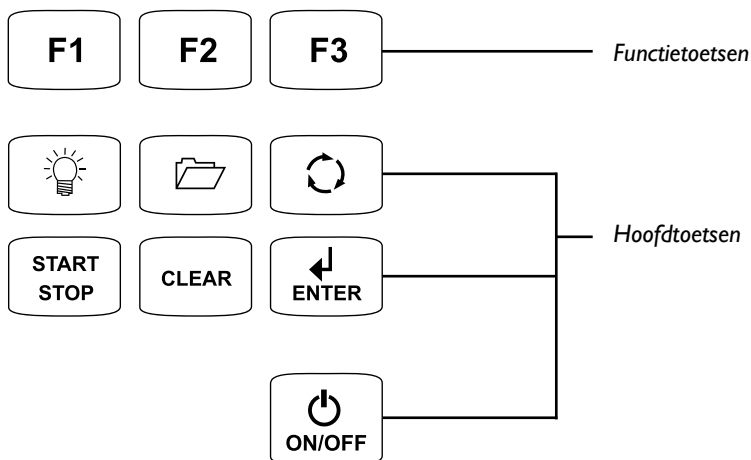 F1
F2
F3
Functietoetsen
Hoofdtoetsen
START
STOP
CLEAR
ENTER
ON/OFF